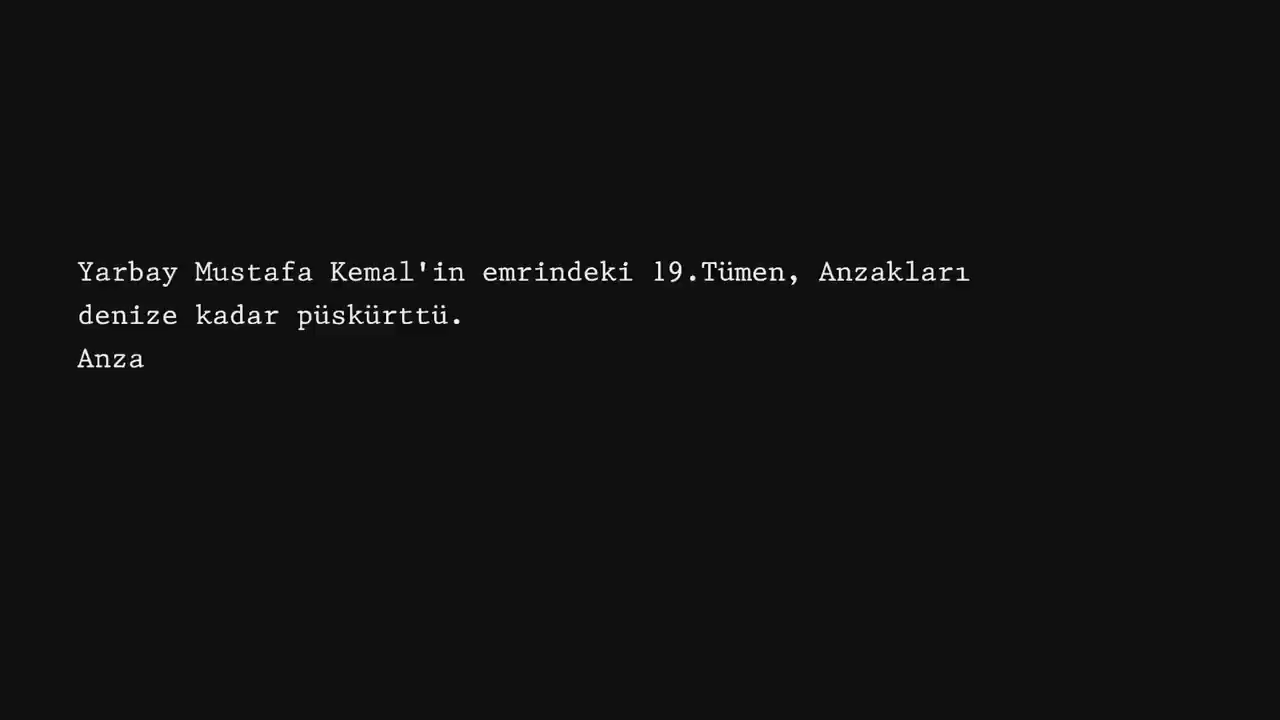 Yarbay Mustafa Kemal'in emrindeki 19.Tümen, Anzakları
denize kadar püskürttü.
Anza